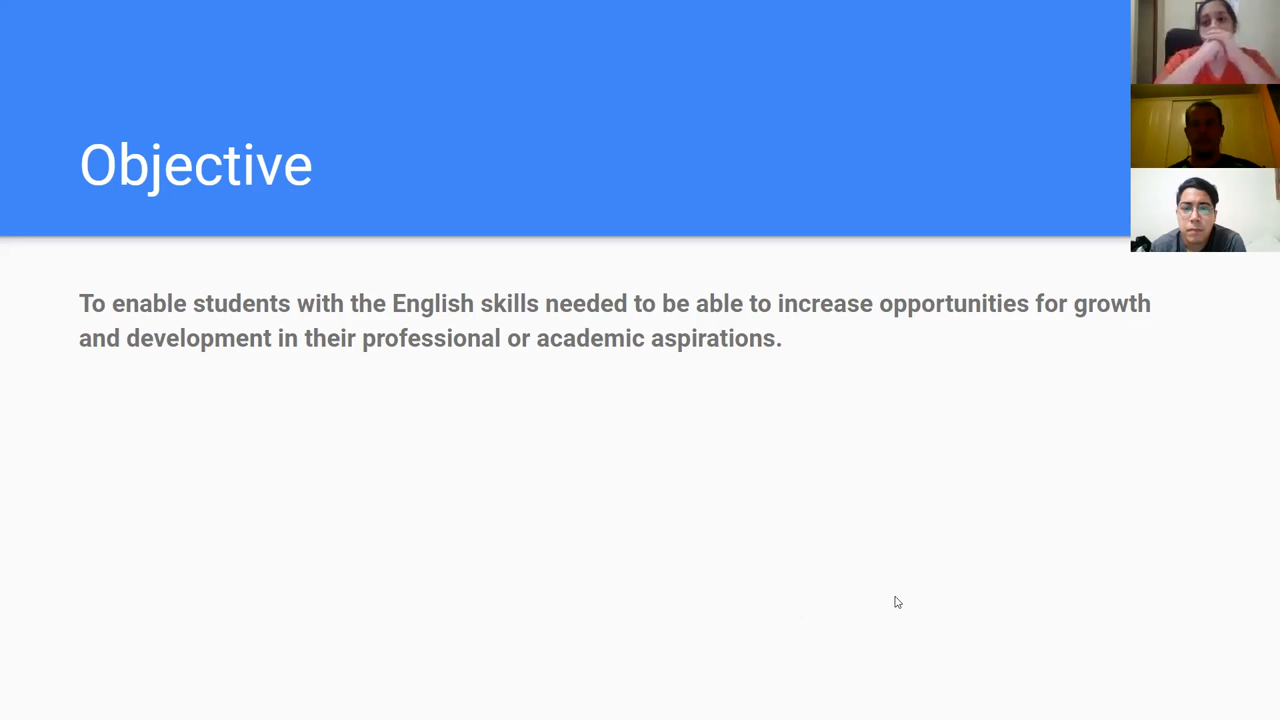 Objective
To enable students with the English skills needed to be able to increase opportunities for growth
and development in their professional or academic aspirations.